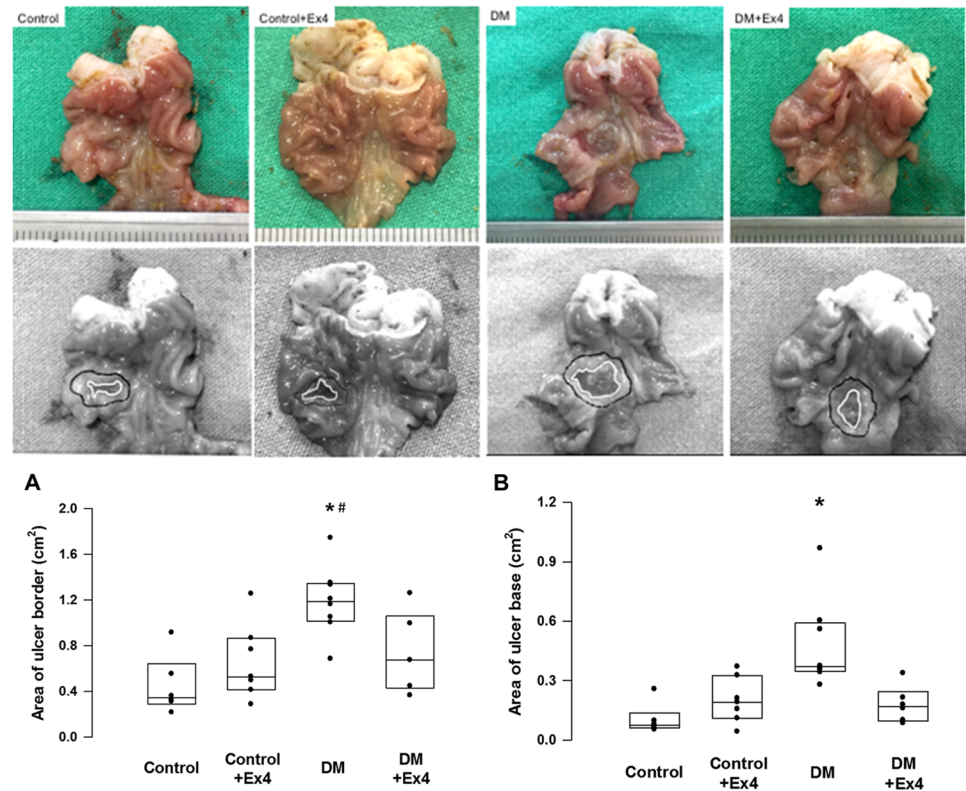 Control
Control+Ex4
DM
DM+Ex4
A
B
Area of ulcer border (cm²)
2.0
1.6
1.2
0.8
0.4
0.0
* #
Control
Control
+Ex4
DM
DM
+Ex4
Area of ulcer base (cm²)
1.2
0.9
0.6
0.3
0.0
*
Control
Control
+Ex4
DM
DM
+Ex4